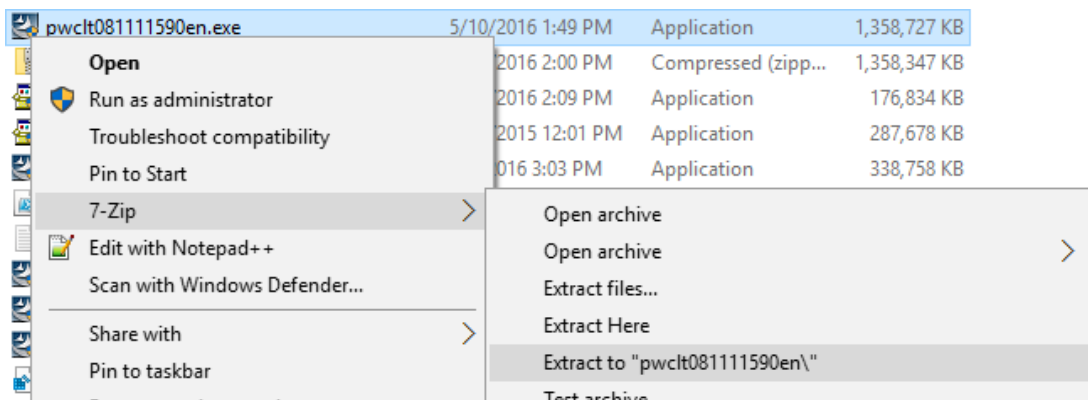 pwclt081111590en.exe 5/10/2016 1:49 PM Application 1,358,727 KB
Open 2016 2:00 PM Compressed (zipp... 1,358,347 KB
Run as administrator 2016 2:09 PM Application 176,834 KB
Troubleshoot compatibility 2015 12:01 PM Application 287,678 KB
Pin to Start 016 3:03 PM Application 338,758 KB
7-Zip
Open archive
Edit with Notepad++
Open archive
Scan with Windows Defender...
Extract files...
Share with
Extract Here
Pin to taskbar
Extract to "pwclt081111590en\"
Test archive